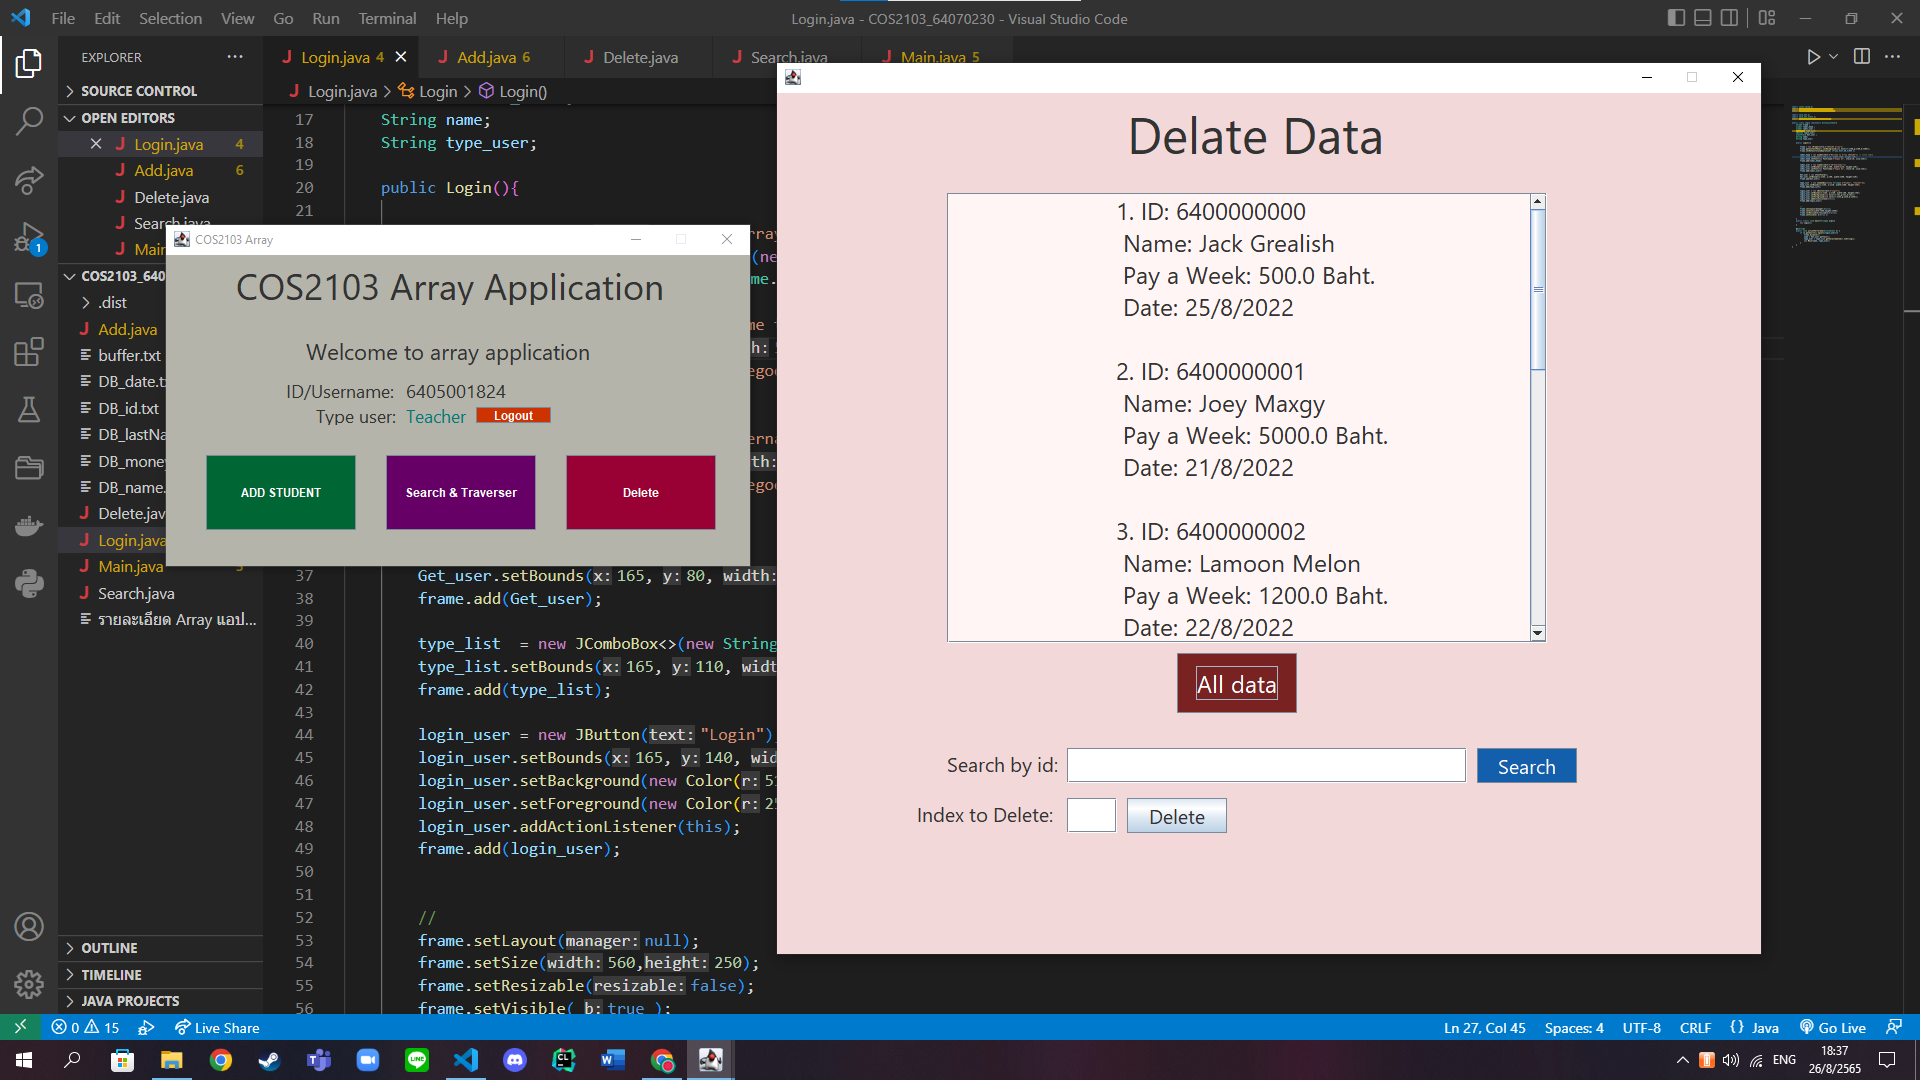 File Edit Selection View Go Run Terminal Help
Login.java - COS2103_64070230 - Visual Studio Code
EXPLORER
SOURCE CONTROL
OPEN EDITORS
Login.java 4
Add.java 6
Delete.java
Search.java
Main
COS2103_640
.dist
Add.java
buffer.txt
DB_date.t
DB_id.txt
DB_lastNa
DB_money
DB_name.
Delete.jav
Login.java
Main.java 5
Search.java
รายละเอียด Array แอป...
OUTLINE
TIMELINE
JAVA PROJECTS
Login.java 4 Add.java 6 Delete.java Search.java Main.java 5
Login.java > Login > Login()
17 String name;
18 String type_user;
19
20 public Login(){
21
37 Get_user.setBounds(x: 165, y: 80, width:
38 frame.add(Get_user);
39
40 type_list = new JComboBox<>(new String
41 type_list.setBounds(x: 165, y: 110, widt
42 frame.add(type_list);
43
44 login_user = new JButton(text: "Login")
45 login_user.setBounds(x: 165, y: 140, wid
46 login_user.setBackground(new Color(r: 51
47 login_user.setForeground(new Color(r: 25
48 login_user.addActionListener(this);
49 frame.add(login_user);
50
51
52 //
53 frame.setLayout(manager: null);
54 frame.setSize(width: 560,height: 250);
55 frame.setResizable(resizable: false);
56 frame.setVisible( b: true );
COS2103 Array
COS2103 Array Application
Welcome to array application
ID/Username: 6405001824
Type user: Teacher Logout
ADD STUDENT Search & Traverser Delete
Delate Data
1. ID: 6400000000
Name: Jack Grealish
Pay a Week: 500.0 Baht.
Date: 25/8/2022
2. ID: 6400000001
Name: Joey Maxgy
Pay a Week: 5000.0 Baht.
Date: 21/8/2022
3. ID: 6400000002
Name: Lamoon Melon
Pay a Week: 1200.0 Baht.
Date: 22/8/2022
All data
Search by id: Search
Index to Delete: Delete
0 15 Live Share
Ln 27, Col 45 Spaces: 4 UTF-8 CRLF {} Java Go Live
ENG
18:37
26/8/2565